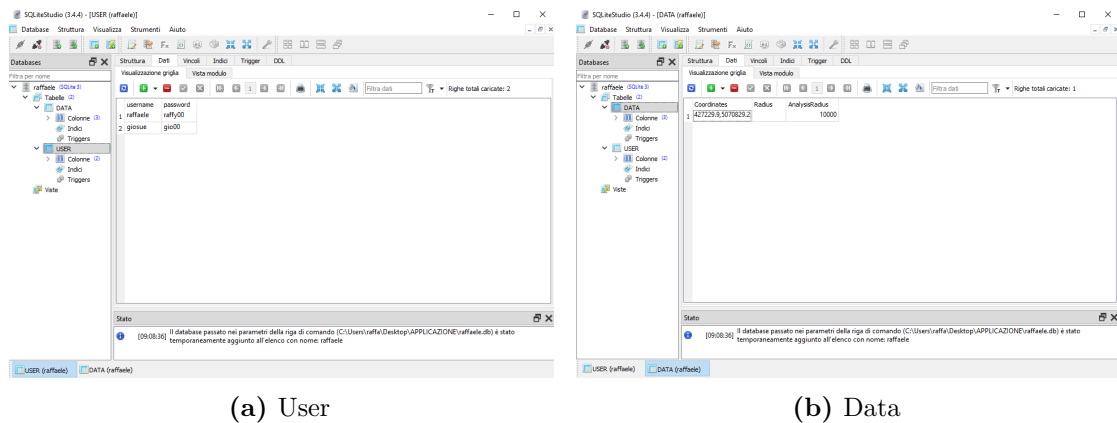 SQLiteStudio (3.4.4) - [USER (raffaele)]
Database Struttura Visualizza Strumenti Aiuto
Databases
Filtra per nome
raffaele (SQLite 3)
Tabelle (2)
DATA
Colonne (3)
Indici
Triggers
USER
Colonne (2)
Indici
Triggers
Viste
Struttura Dati Vincoli Indici Trigger DDL
Visualizzazione griglia Vista modulo
1 Filtra dati Righe totali caricate: 2
username password
1 raffaele raffy00
2 giosue gio00
Stato
[09:08:36] Il database passato nei parametri della riga di comando (C:\Users\raffa\Desktop\APPLICAZIONE\raffaele.db) è stato
temporaneamente aggiunto all'elenco con nome: raffaele
USER (raffaele) DATA (raffaele)
(a) User
SQLiteStudio (3.4.4) - [DATA (raffaele)]
Database Struttura Visualizza Strumenti Aiuto
Databases
Filtra per nome
raffaele (SQLite 3)
Tabelle (2)
DATA
Colonne (3)
Indici
Triggers
USER
Colonne (2)
Indici
Triggers
Viste
Struttura Dati Vincoli Indici Trigger DDL
Visualizzazione griglia Vista modulo
1 Filtra dati Righe totali caricate: 1
Coordinates Radius AnalysisRadus
1 427229.9,5070829.2 10000
Stato
[09:08:36] Il database passato nei parametri della riga di comando (C:\Users\raffa\Desktop\APPLICAZIONE\raffaele.db) è stato
temporaneamente aggiunto all'elenco con nome: raffaele
USER (raffaele) DATA (raffaele)
(b) Data